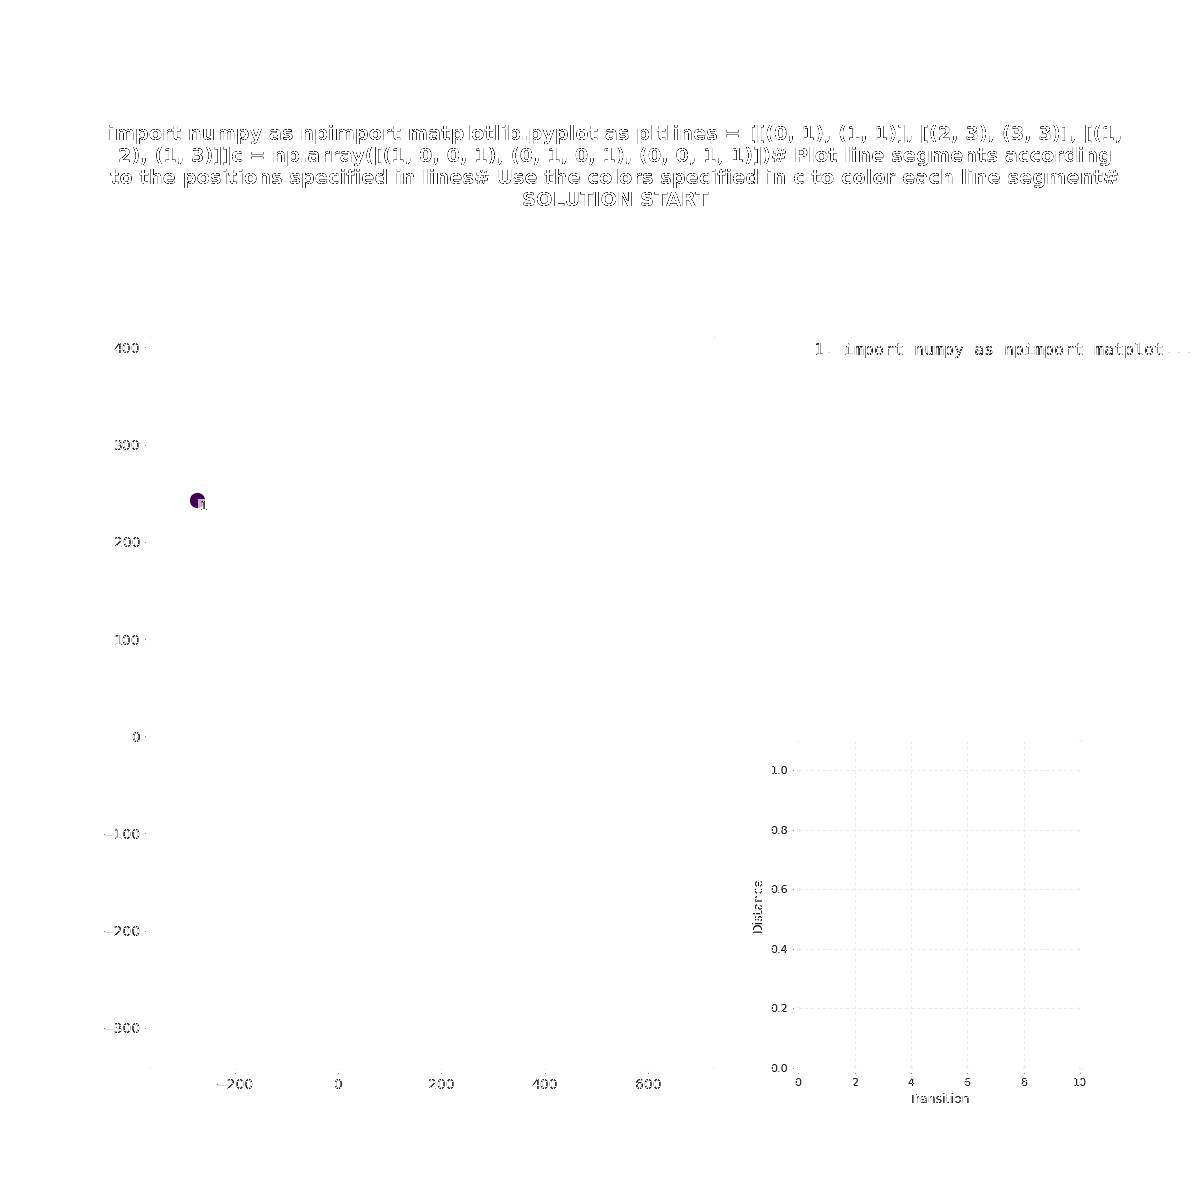 import numpy as npimport matplotlib.pyplot as pltlines = [[(0, 1), (1, 1)], [(2, 3), (3, 3)], [(1,
2), (1, 3)]]c = np.array([(1, 0, 0, 1), (0, 1, 0, 1), (0, 0, 1, 1)])# Plot line segments according
to the positions specified in lines# Use the colors specified in c to color each line segment#
SOLUTION START
400
1. import numpy as npimport matplot...
300
1
200
100
0
−100
−200
−300
−200 0 200 400 600
1.0
0.8
0.6
0.4
0.2
0.0
Distance
0 2 4 6 8 10
Transition